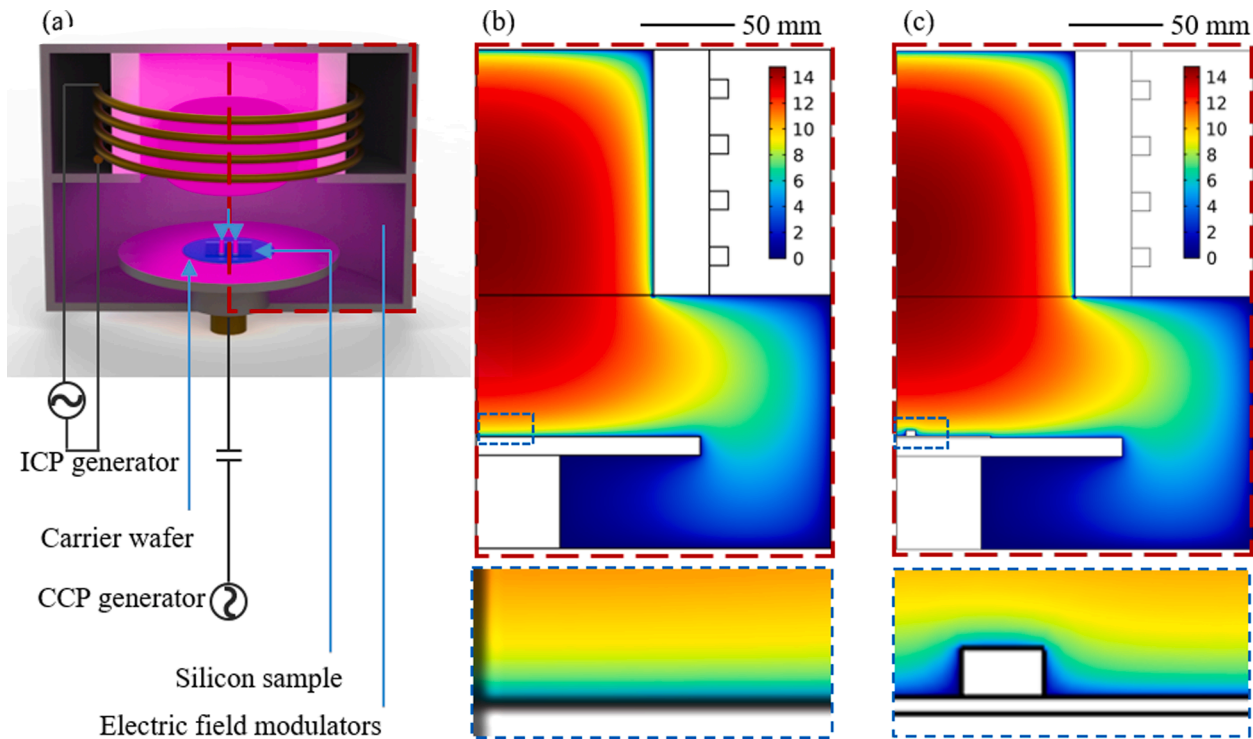 (a)
(b)
50 mm
(c)
50 mm
14
12
10
8
6
4
2
0
14
12
10
8
6
4
2
0
ICP generator
Carrier wafer
CCP generator
Silicon sample
Electric field modulators